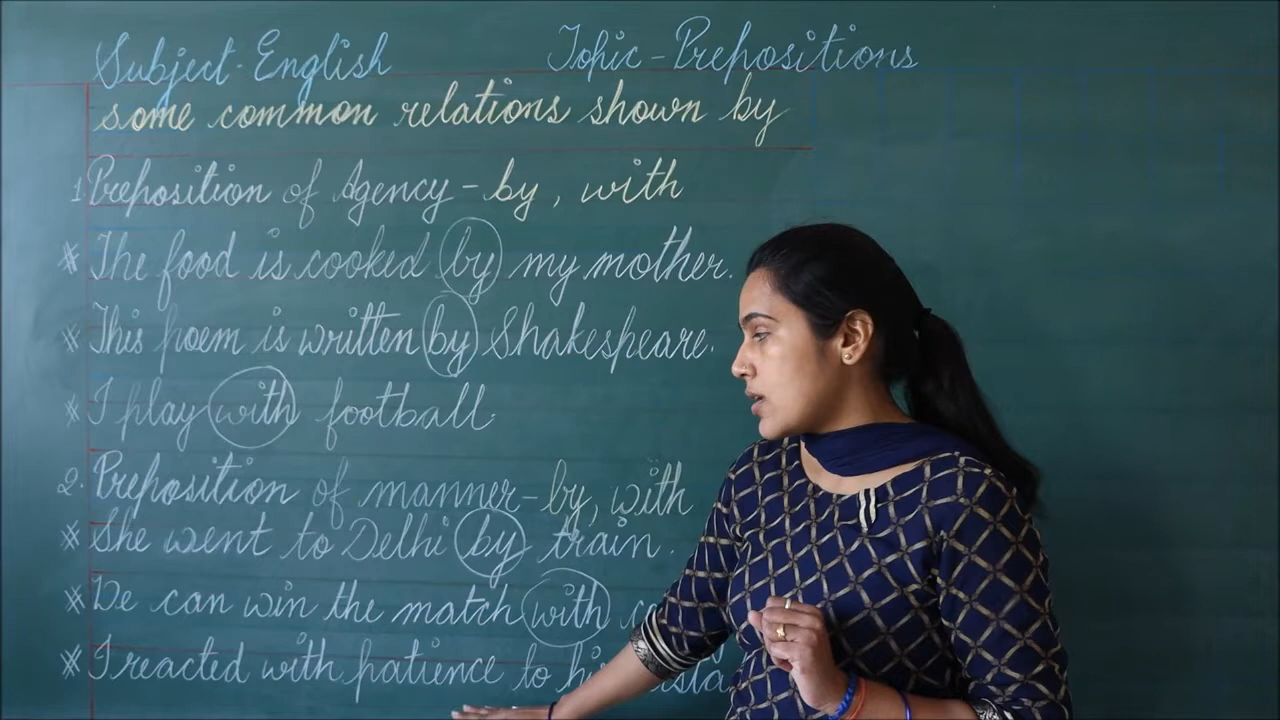 Subject-English Topic-Prepositions
some common relations shown by
1. Preposition of Agency-by, with
* The food is cooked by my mother.
* This poem is written by Shakespeare.
* I play with football.
2. Preposition of manner-by, with
* She went to Delhi by train.
* De can win the match with
* I reacted with patience to his